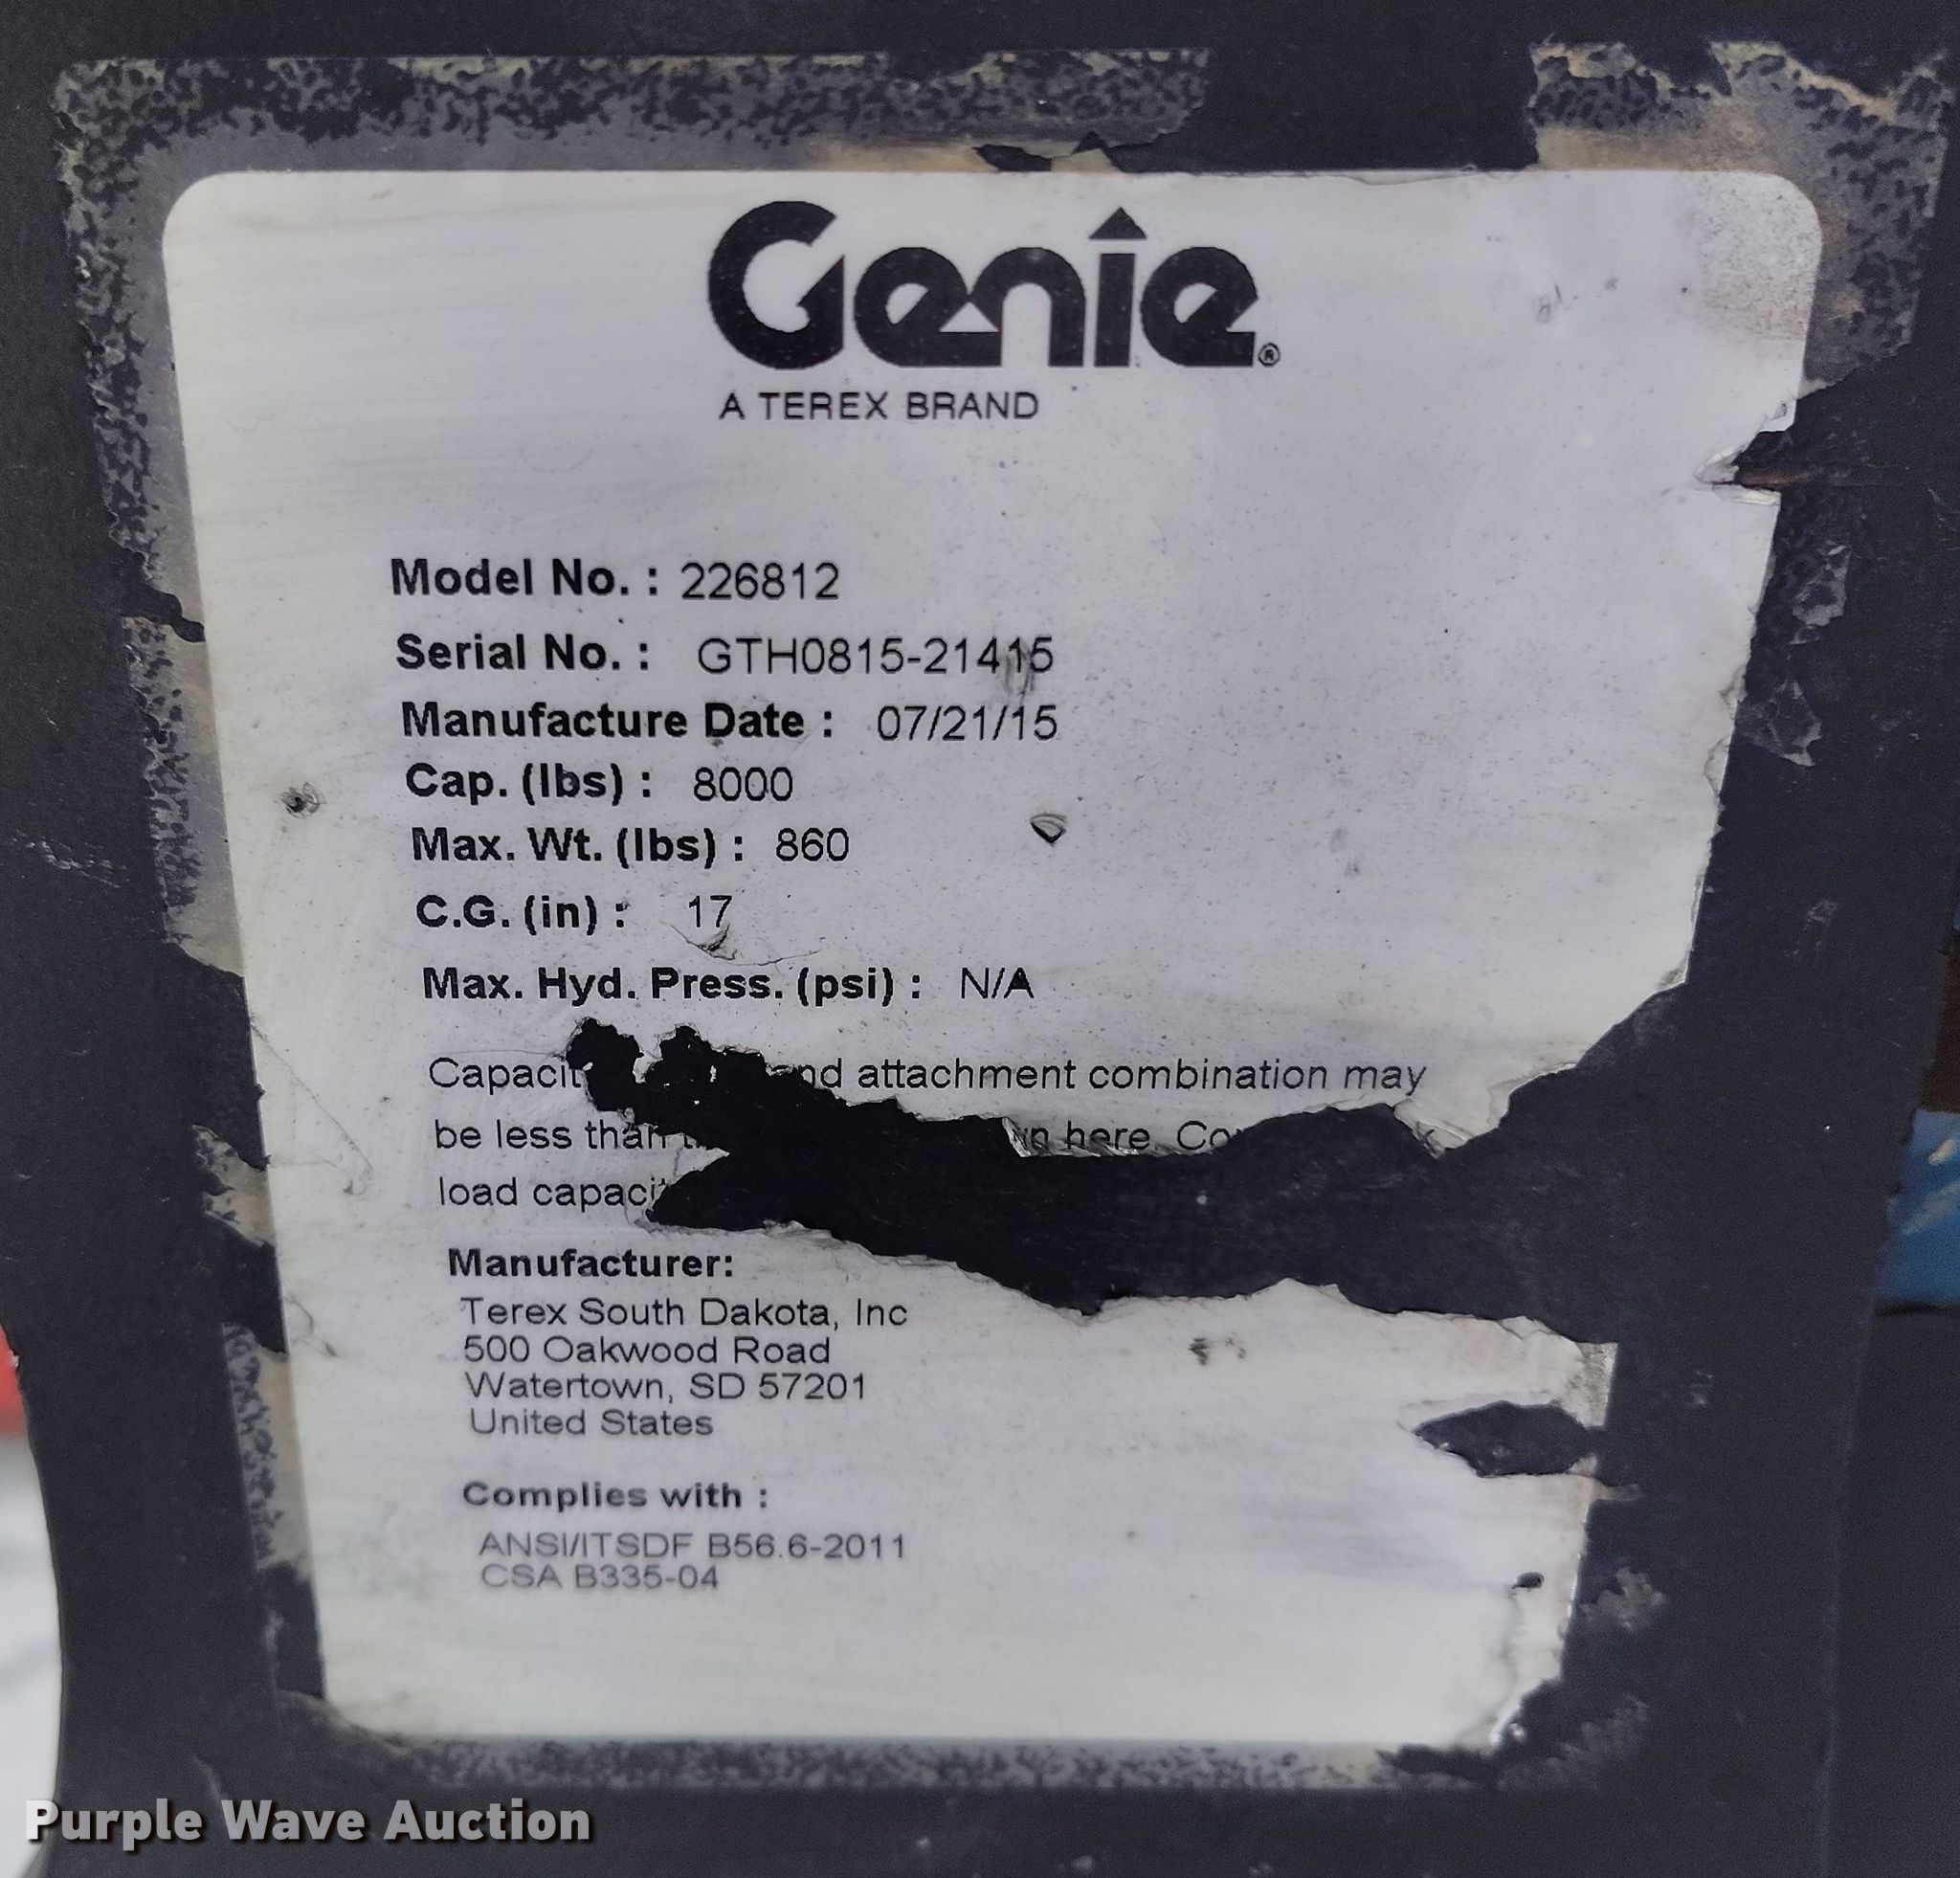 Genie®
A TEREX BRAND
Model No. : 226812
Serial No. : GTH0815-21415
Manufacture Date : 07/21/15
Cap. (lbs) : 8000
Max. Wt. (lbs) : 860
C.G. (in) : 17
Max. Hyd. Press. (psi) : N/A
attachment combination may
be less than here.
load
Manufacturer:
Terex South Dakota, Inc
500 Oakwood Road
Watertown, SD 57201
United States
Complies with :
ANSI/ITSDF B56.6-2011
CSA B335-04
Purple Wave Auction